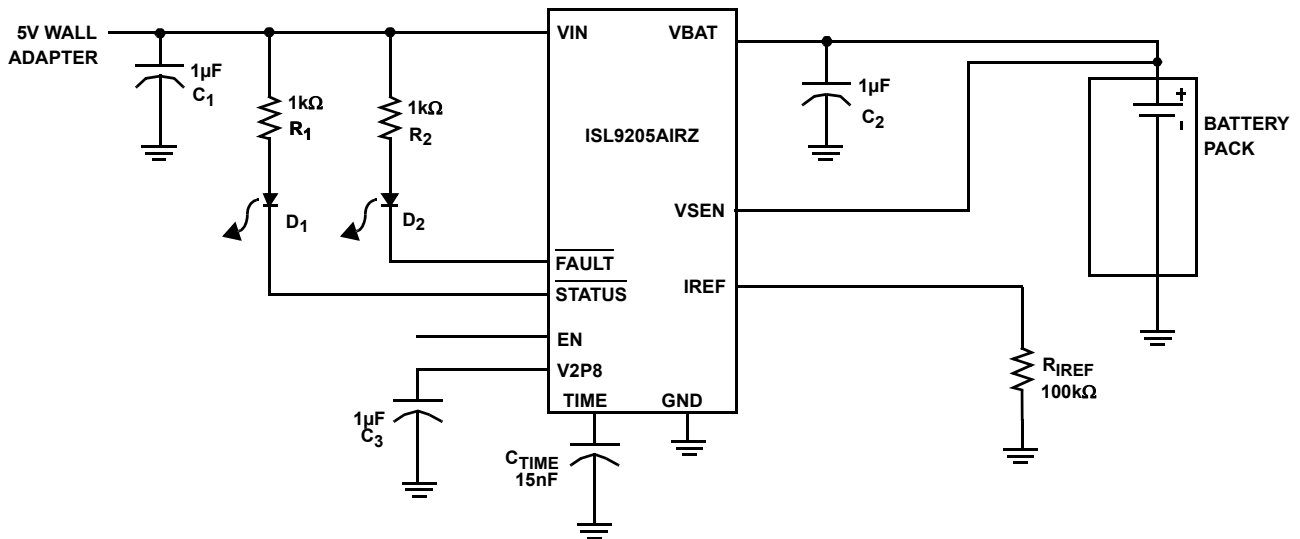 5V WALL
ADAPTER
1µF
C1
1kΩ
R1
1kΩ
R2
D1
D2
VIN
VBAT
ISL9205AIRZ
VSEN
FAULT
STATUS
IREF
EN
V2P8
TIME
GND
1µF
C2
+
-
BATTERY
PACK
RIREF
100kΩ
1µF
C3
CTIME
15nF